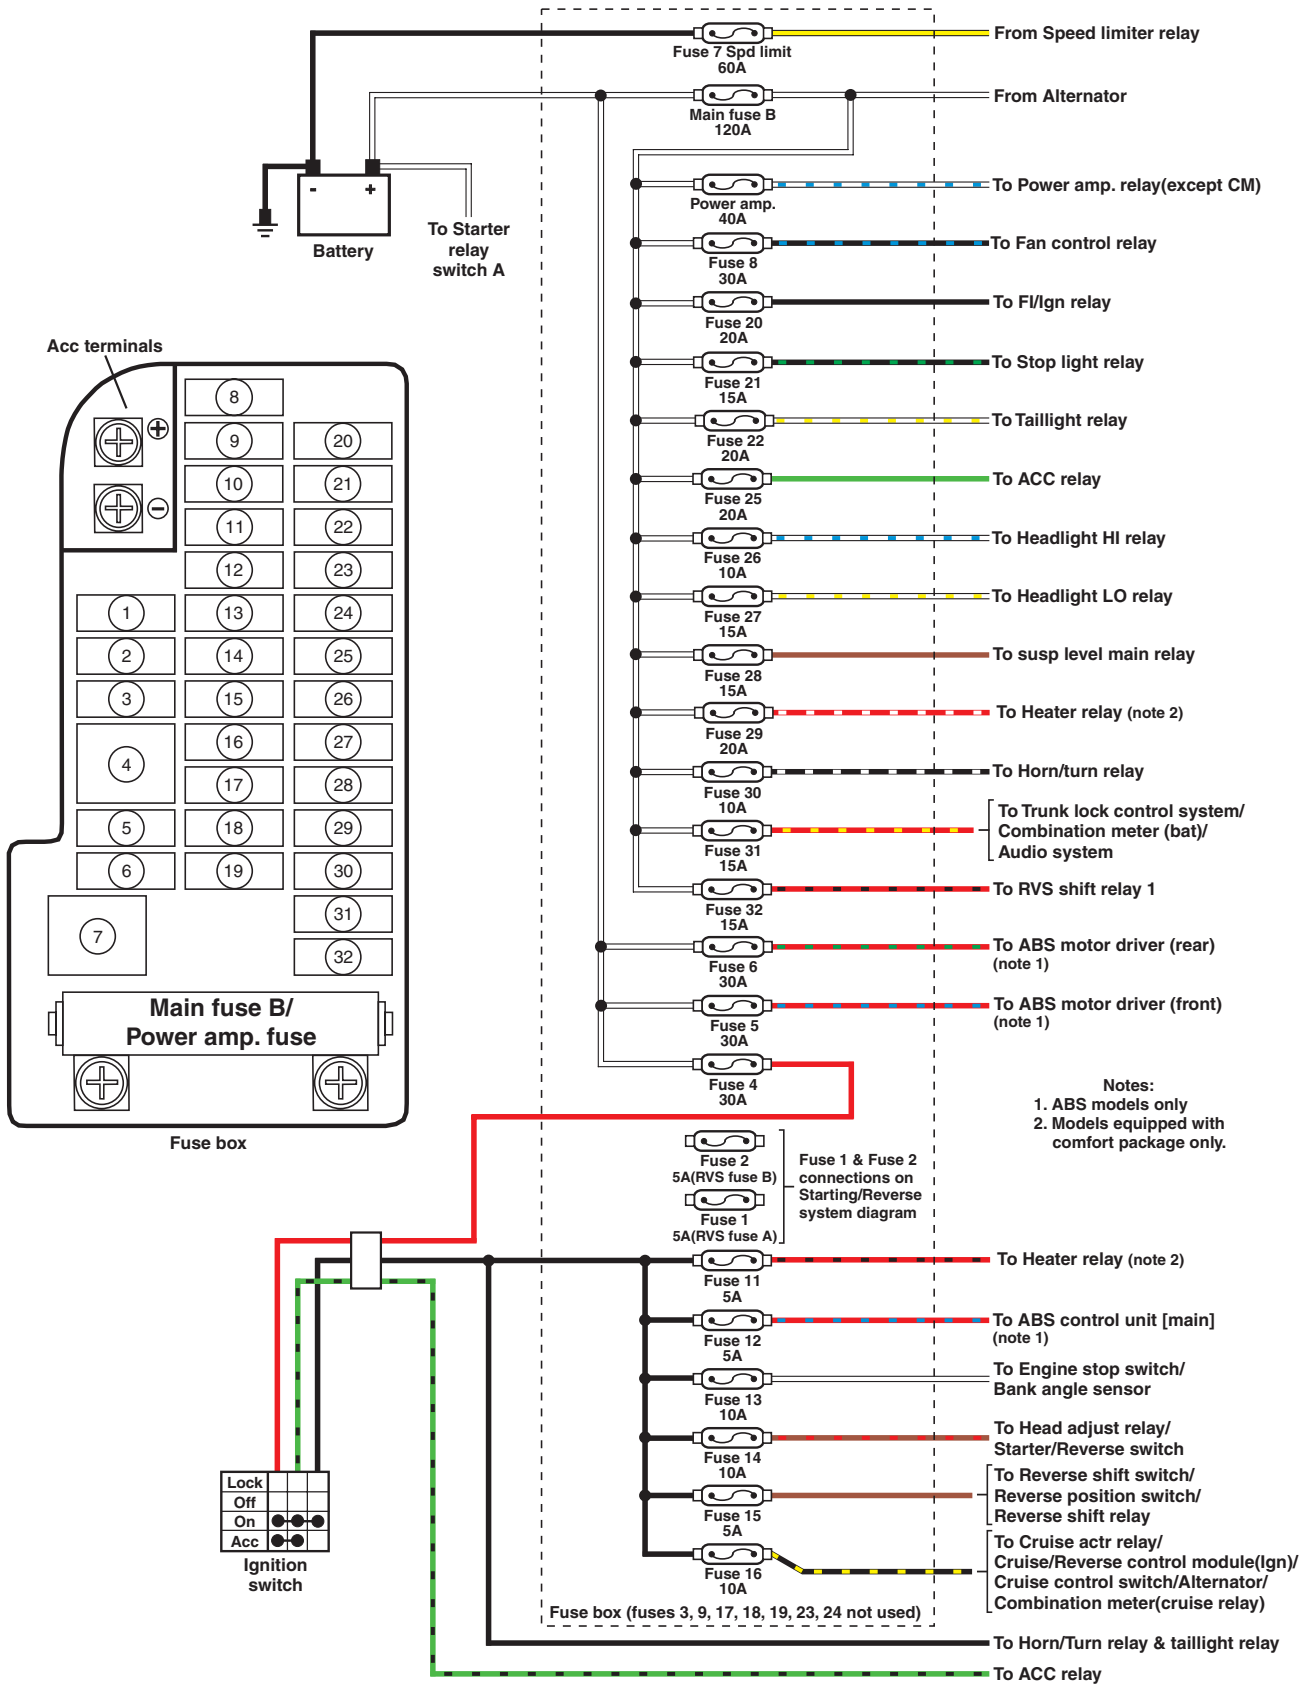 From Speed limiter relay
Fuse 7 Spd limit
60A
From Alternator
Main fuse B
120A
-
+
Battery
To Starter
relay
switch A
To Power amp. relay(except CM)
Power amp.
40A
To Fan control relay
Fuse 8
30A
To FI/Ign relay
Fuse 20
20A
To Stop light relay
Fuse 21
15A
To Taillight relay
Fuse 22
20A
To ACC relay
Fuse 25
20A
To Headlight HI relay
Fuse 26
10A
To Headlight LO relay
Fuse 27
15A
To susp level main relay
Fuse 28
15A
To Heater relay (note 2)
Fuse 29
20A
To Horn/turn relay
Fuse 30
10A
To Trunk lock control system/
Combination meter (bat)/
Audio system
Fuse 31
15A
To RVS shift relay 1
Fuse 32
15A
To ABS motor driver (rear)
(note 1)
Fuse 6
30A
To ABS motor driver (front)
(note 1)
Fuse 5
30A
Fuse 4
30A
Notes:
1. ABS models only
2. Models equipped with
comfort package only.
Acc terminals
+
−
8
9
20
10
21
11
22
12
23
1
13
24
2
14
25
3
15
26
4
16
27
17
28
5
18
29
6
19
30
7
31
32
Main fuse B/
Power amp. fuse
Fuse box
Fuse 2
5A(RVS fuse B)
Fuse 1
5A(RVS fuse A)
Fuse 1 & Fuse 2
connections on
Starting/Reverse
system diagram
To Heater relay (note 2)
Fuse 11
5A
To ABS control unit [main]
(note 1)
Fuse 12
5A
To Engine stop switch/
Bank angle sensor
Fuse 13
10A
To Head adjust relay/
Starter/Reverse switch
Fuse 14
10A
To Reverse shift switch/
Reverse position switch/
Reverse shift relay
Fuse 15
5A
To Cruise actr relay/
Cruise/Reverse control module(Ign)/
Cruise control switch/Alternator/
Combination meter(cruise relay)
Fuse 16
10A
Lock
Off
On
Acc
Ignition
switch
Fuse box (fuses 3, 9, 17, 18, 19, 23, 24 not used)
To Horn/Turn relay & taillight relay
To ACC relay